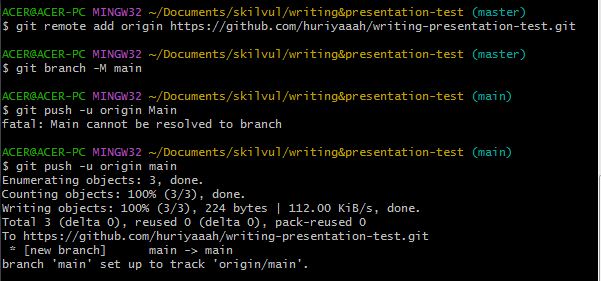 ACER@ACER-PC MINGW32 ~/Documents/skilvul/writing&presentation-test (master)
$ git remote add origin https://github.com/huriyaaah/writing-presentation-test.git
ACER@ACER-PC MINGW32 ~/Documents/skilvul/writing&presentation-test (master)
$ git branch -M main
ACER@ACER-PC MINGW32 ~/Documents/skilvul/writing&presentation-test (main)
$ git push -u origin Main
fatal: Main cannot be resolved to branch
ACER@ACER-PC MINGW32 ~/Documents/skilvul/writing&presentation-test (main)
$ git push -u origin main
Enumerating objects: 3, done.
Counting objects: 100% (3/3), done.
Writing objects: 100% (3/3), 224 bytes | 112.00 KiB/s, done.
Total 3 (delta 0), reused 0 (delta 0), pack-reused 0
To https://github.com/huriyaaah/writing-presentation-test.git
 * [new branch]      main -> main
branch 'main' set up to track 'origin/main'.